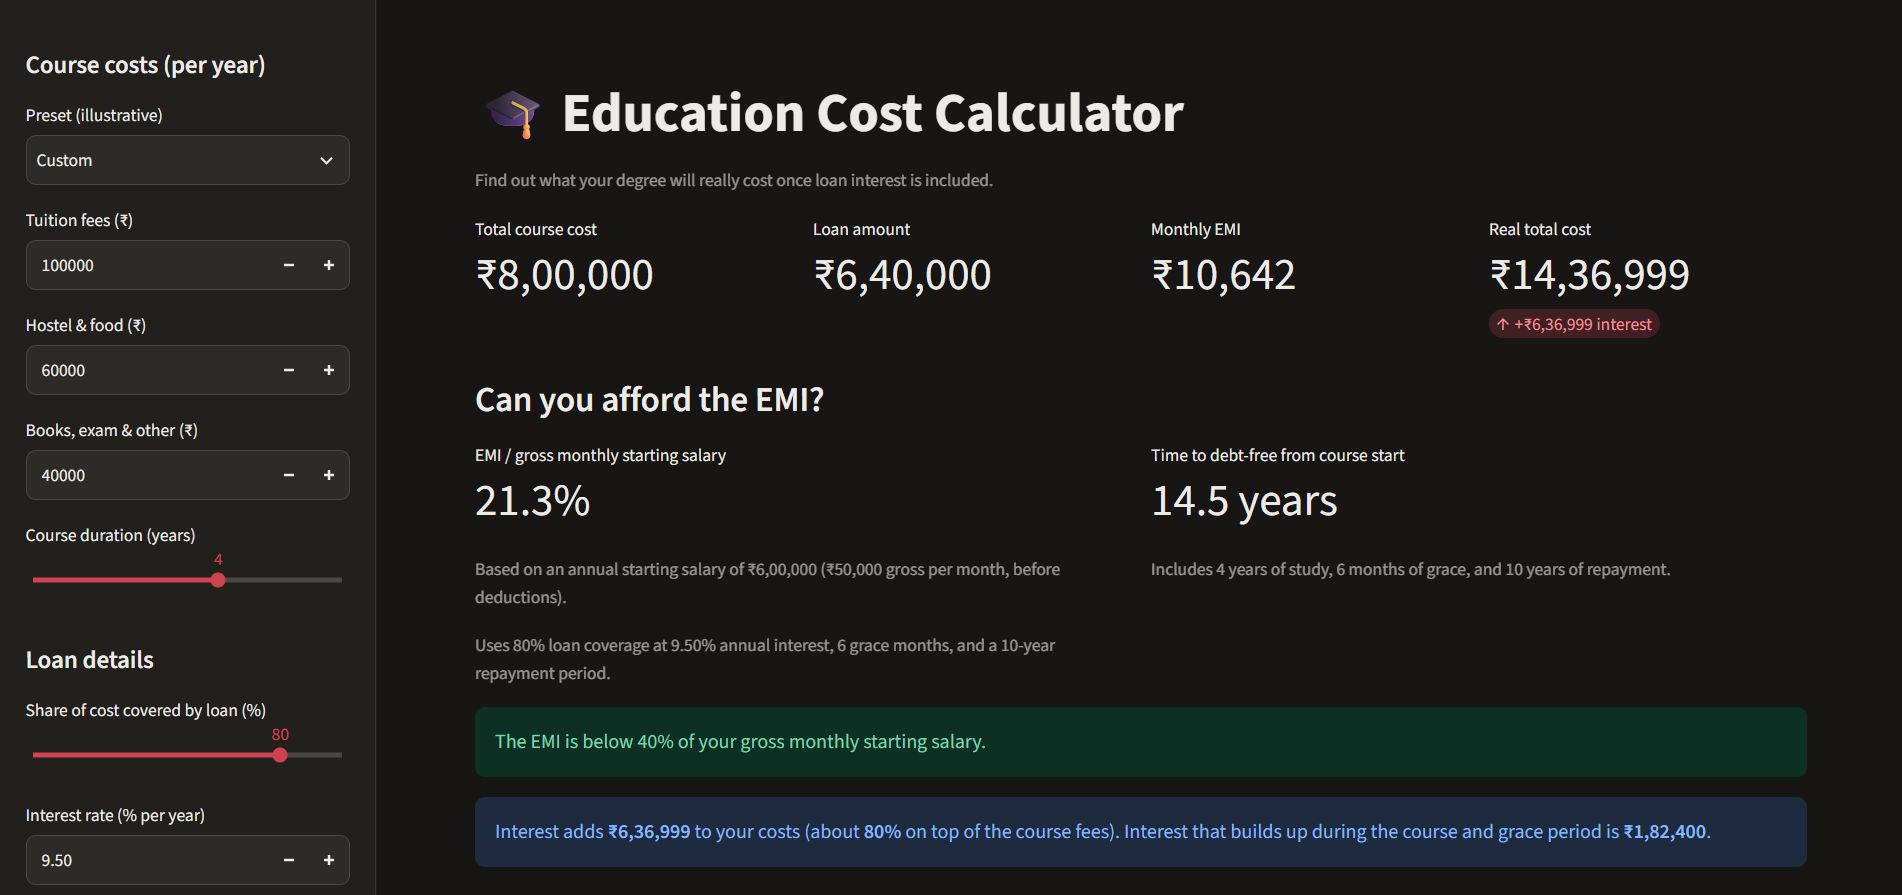 Course costs (per year)
Preset (illustrative)
Custom
Tuition fees (₹)
100000
Hostel & food (₹)
60000
Books, exam & other (₹)
40000
Course duration (years)
4
Loan details
Share of cost covered by loan (%)
80
Interest rate (% per year)
9.50
Education Cost Calculator
Find out what your degree will really cost once loan interest is included.
Total course cost
₹8,00,000
Loan amount
₹6,40,000
Monthly EMI
₹10,642
Real total cost
₹14,36,999
↑ +₹6,36,999 interest
Can you afford the EMI?
EMI / gross monthly starting salary
21.3%
Based on an annual starting salary of ₹6,00,000 (₹50,000 gross per month, before
deductions).
Uses 80% loan coverage at 9.50% annual interest, 6 grace months, and a 10-year
repayment period.
Time to debt-free from course start
14.5 years
Includes 4 years of study, 6 months of grace, and 10 years of repayment.
The EMI is below 40% of your gross monthly starting salary.
Interest adds ₹6,36,999 to your costs (about 80% on top of the course fees). Interest that builds up during the course and grace period is ₹1,82,400.